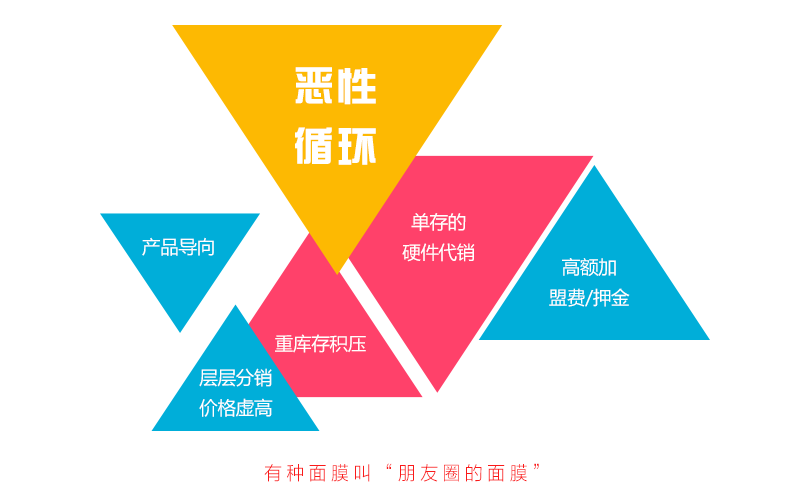 恶性
循环
单存的
硬件代销
产品导向
高额加
盟费/押金
重库存积压
层层分销
价格虚高
有种面膜叫“朋友圈的面膜”